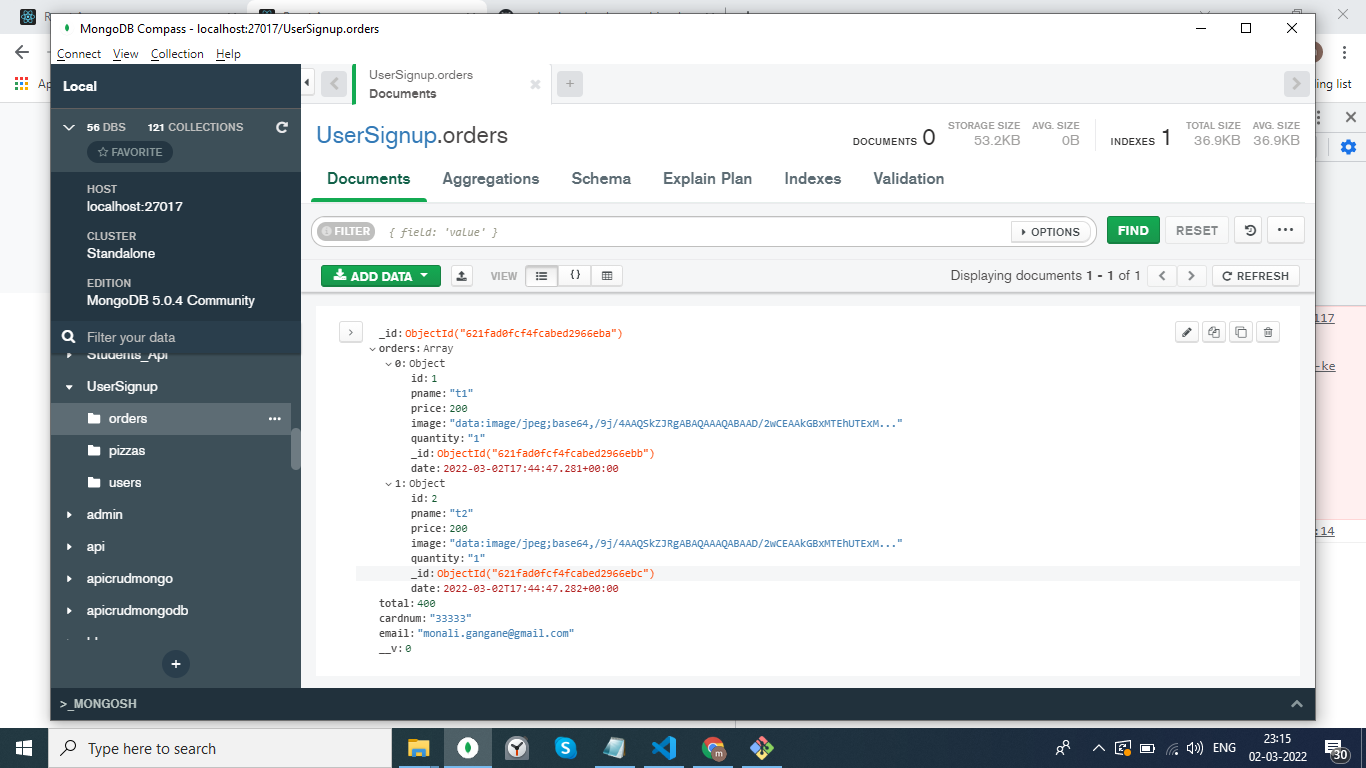 MongoDB Compass - localhost:27017/UserSignup.orders
Connect View Collection Help
Local
56 DBS 121 COLLECTIONS
FAVORITE
HOST
localhost:27017
CLUSTER
Standalone
EDITION
MongoDB 5.0.4 Community
Filter your data
Students_Api
UserSignup
orders
pizzas
users
admin
api
apicrudmongo
apicrudmongodb
UserSignup.orders
Documents
UserSignup.orders
DOCUMENTS 0 STORAGE SIZE 53.2KB AVG. SIZE 0B INDEXES 1 TOTAL SIZE 36.9KB AVG. SIZE 36.9KB
Documents Aggregations Schema Explain Plan Indexes Validation
FILTER { field: 'value' } OPTIONS FIND RESET
ADD DATA VIEW {} Displaying documents 1 - 1 of 1 REFRESH
_id: ObjectId("621fad0fcf4fcabed2966eba")
orders: Array
0: Object
id: 1
pname: "t1"
price: 200
image: "data:image/jpeg;base64,/9j/4AAQSkZJRgABAQAAAQABAAD/2wCEAAkGBxMTEhUTExM..."
quantity: "1"
_id: ObjectId("621fad0fcf4fcabed2966ebb")
date: 2022-03-02T17:44:47.281+00:00
1: Object
id: 2
pname: "t2"
price: 200
image: "data:image/jpeg;base64,/9j/4AAQSkZJRgABAQAAAQABAAD/2wCEAAkGBxMTEhUTExM..."
quantity: "1"
_id: ObjectId("621fad0fcf4fcabed2966ebc")
date: 2022-03-02T17:44:47.282+00:00
total: 400
cardnum: "33333"
email: "monali.gangane@gmail.com"
__v: 0
>_MONGOSH
ing list
117
-ke
:14
Type here to search
m
ENG
23:15
02-03-2022
30